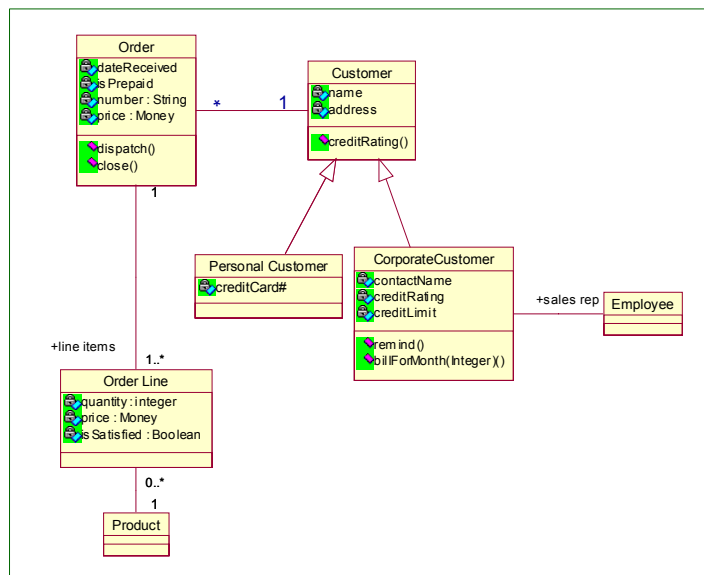 Order
dateReceived
isPrepaid
number : String
price : Money
dispatch()
close()
*
1
Customer
name
address
creditRating()
1
Personal Customer
creditCard#
CorporateCustomer
contactName
creditRating
creditLimit
remind()
billForMonth(Integer)()
+sales rep
Employee
+line items
1..*
Order Line
quantity : integer
price : Money
isSatisfied : Boolean
0..*
1
Product